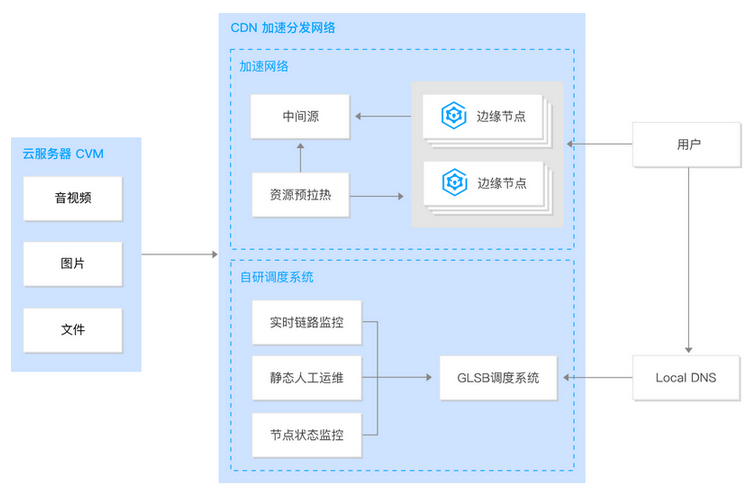 CDN 加速分发网络
加速网络
中间源
边缘节点
资源预拉热
边缘节点
用户
云服务器 CVM
音视频
图片
文件
自研调度系统
实时链路监控
静态人工运维
节点状态监控
GLSB调度系统
Local DNS